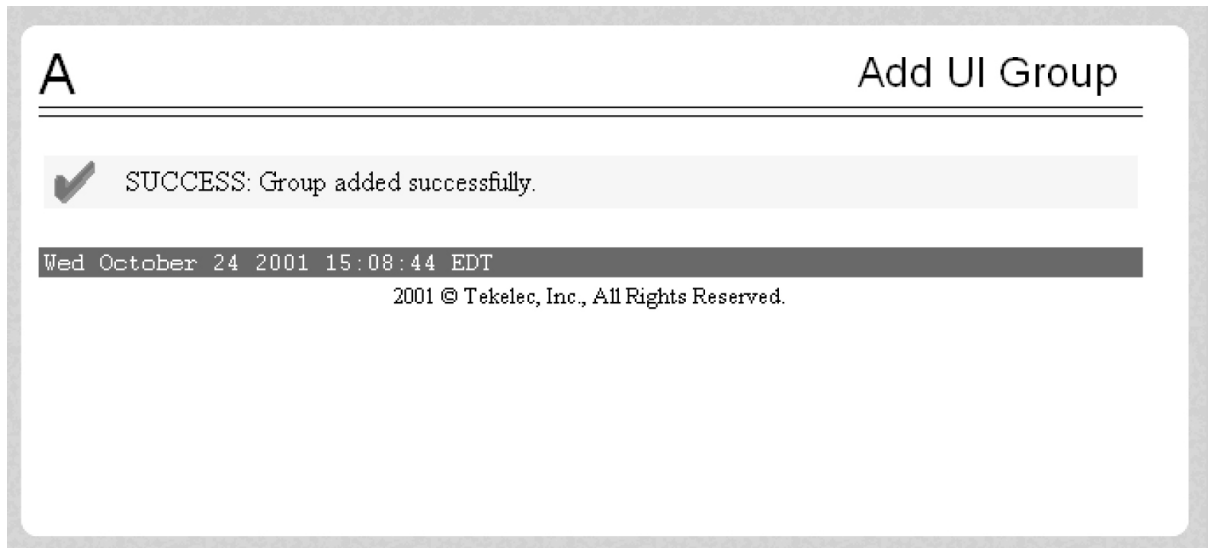 A Add UI Group
SUCCESS: Group added successfully.
Wed October 24 2001 15:08:44 EDT
2001 © Tekelec, Inc., All Rights Reserved.